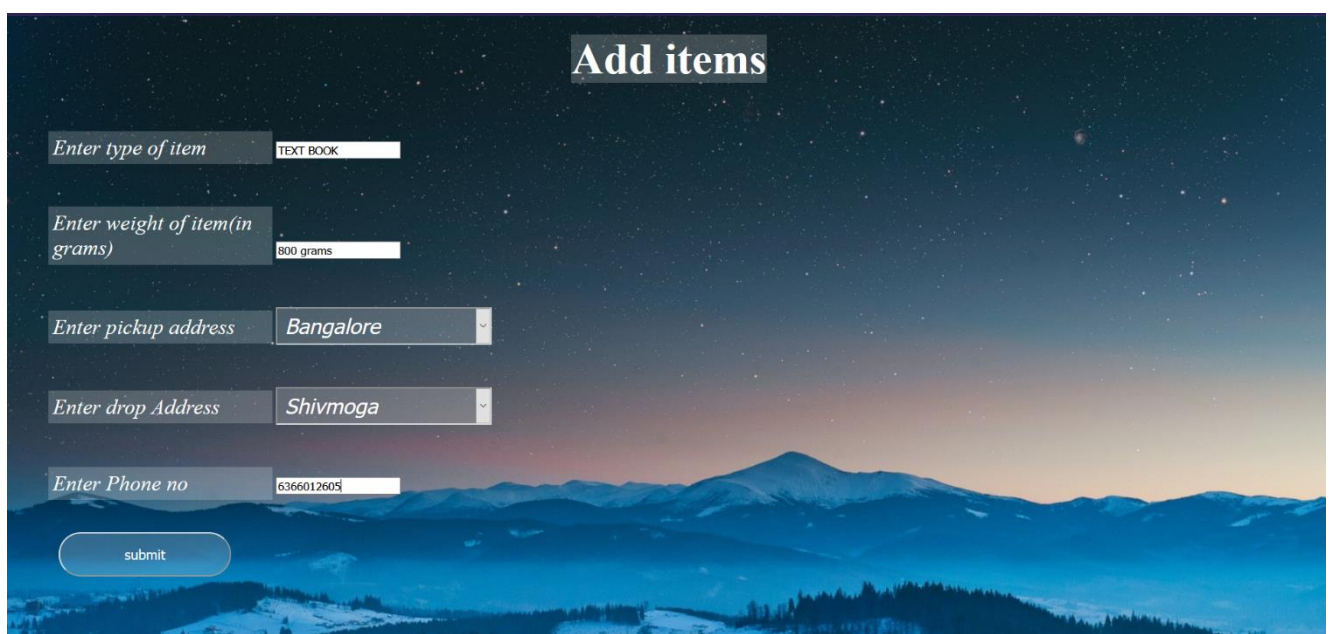 Add items
Enter type of item
TEXT BOOK
Enter weight of item(in
grams)
800 grams
Enter pickup address
Bangalore
Enter drop Address
Shivmoga
Enter Phone no
6366012605
submit